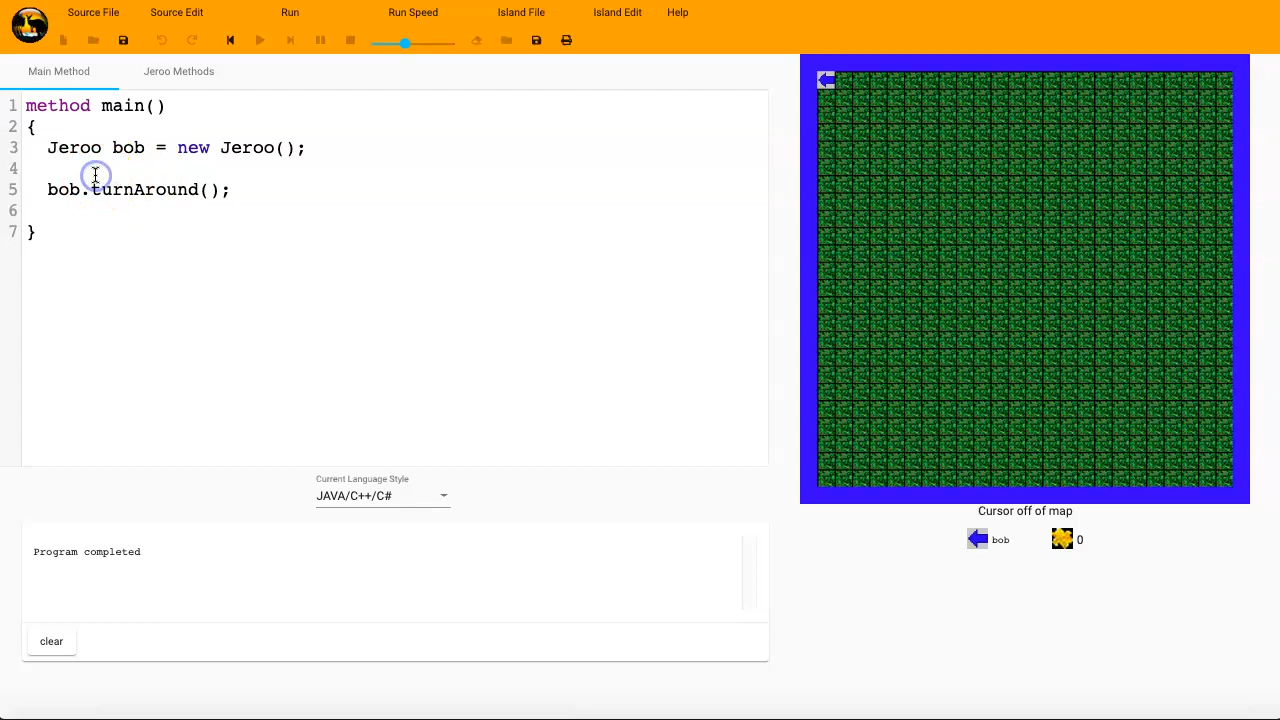 Source File Source Edit Run Run Speed Island File Island Edit Help
Main Method Jeroo Methods
1 method main()
2 {
3 Jeroo bob = new Jeroo();
4
5 bob.turnAround();
6
7 }
Current Language Style
JAVA/C++/C#
Cursor off of map
bob 0
Program completed
clear